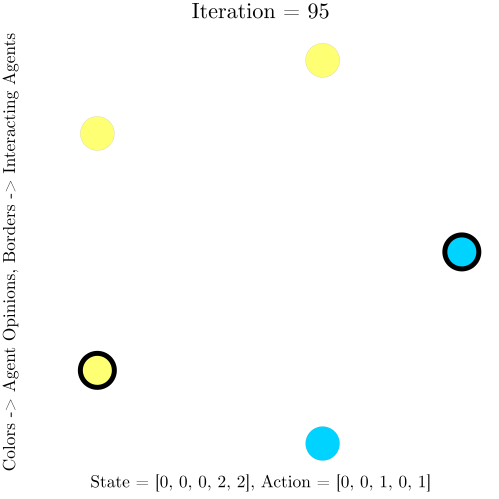 Iteration = 95
Colors -> Agent Opinions, Borders -> Interacting Agents
State = [0, 0, 0, 2, 2], Action = [0, 0, 1, 0, 1]